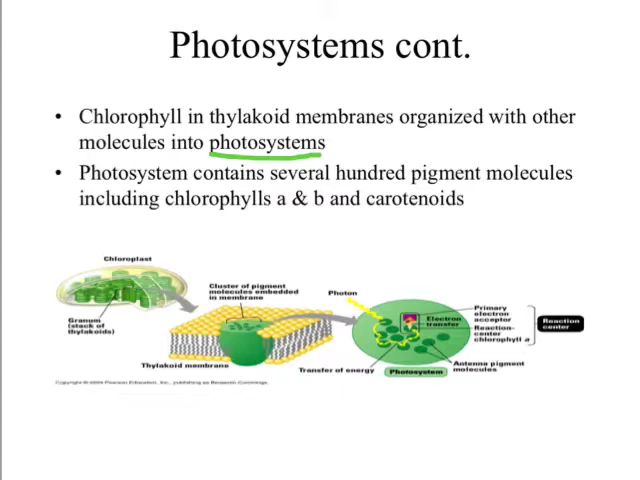 Photosystems cont.
• Chlorophyll in thylakoid membranes organized with other
molecules into photosystems
• Photosystem contains several hundred pigment molecules
including chlorophylls a & b and carotenoids
Chloroplast
Granum
(stack of
thylakoids)
Cluster of pigment
molecules embedded
in membrane
Thylakoid membrane
Photon
Electron
transfer
Primary
electron
acceptor
Reaction-
center
chlorophyll a
Reaction
center
Transfer of energy
Photosystem
Antenna pigment
molecules
Copyright © 2004 Pearson Education, Inc., publishing as Benjamin Cummings.